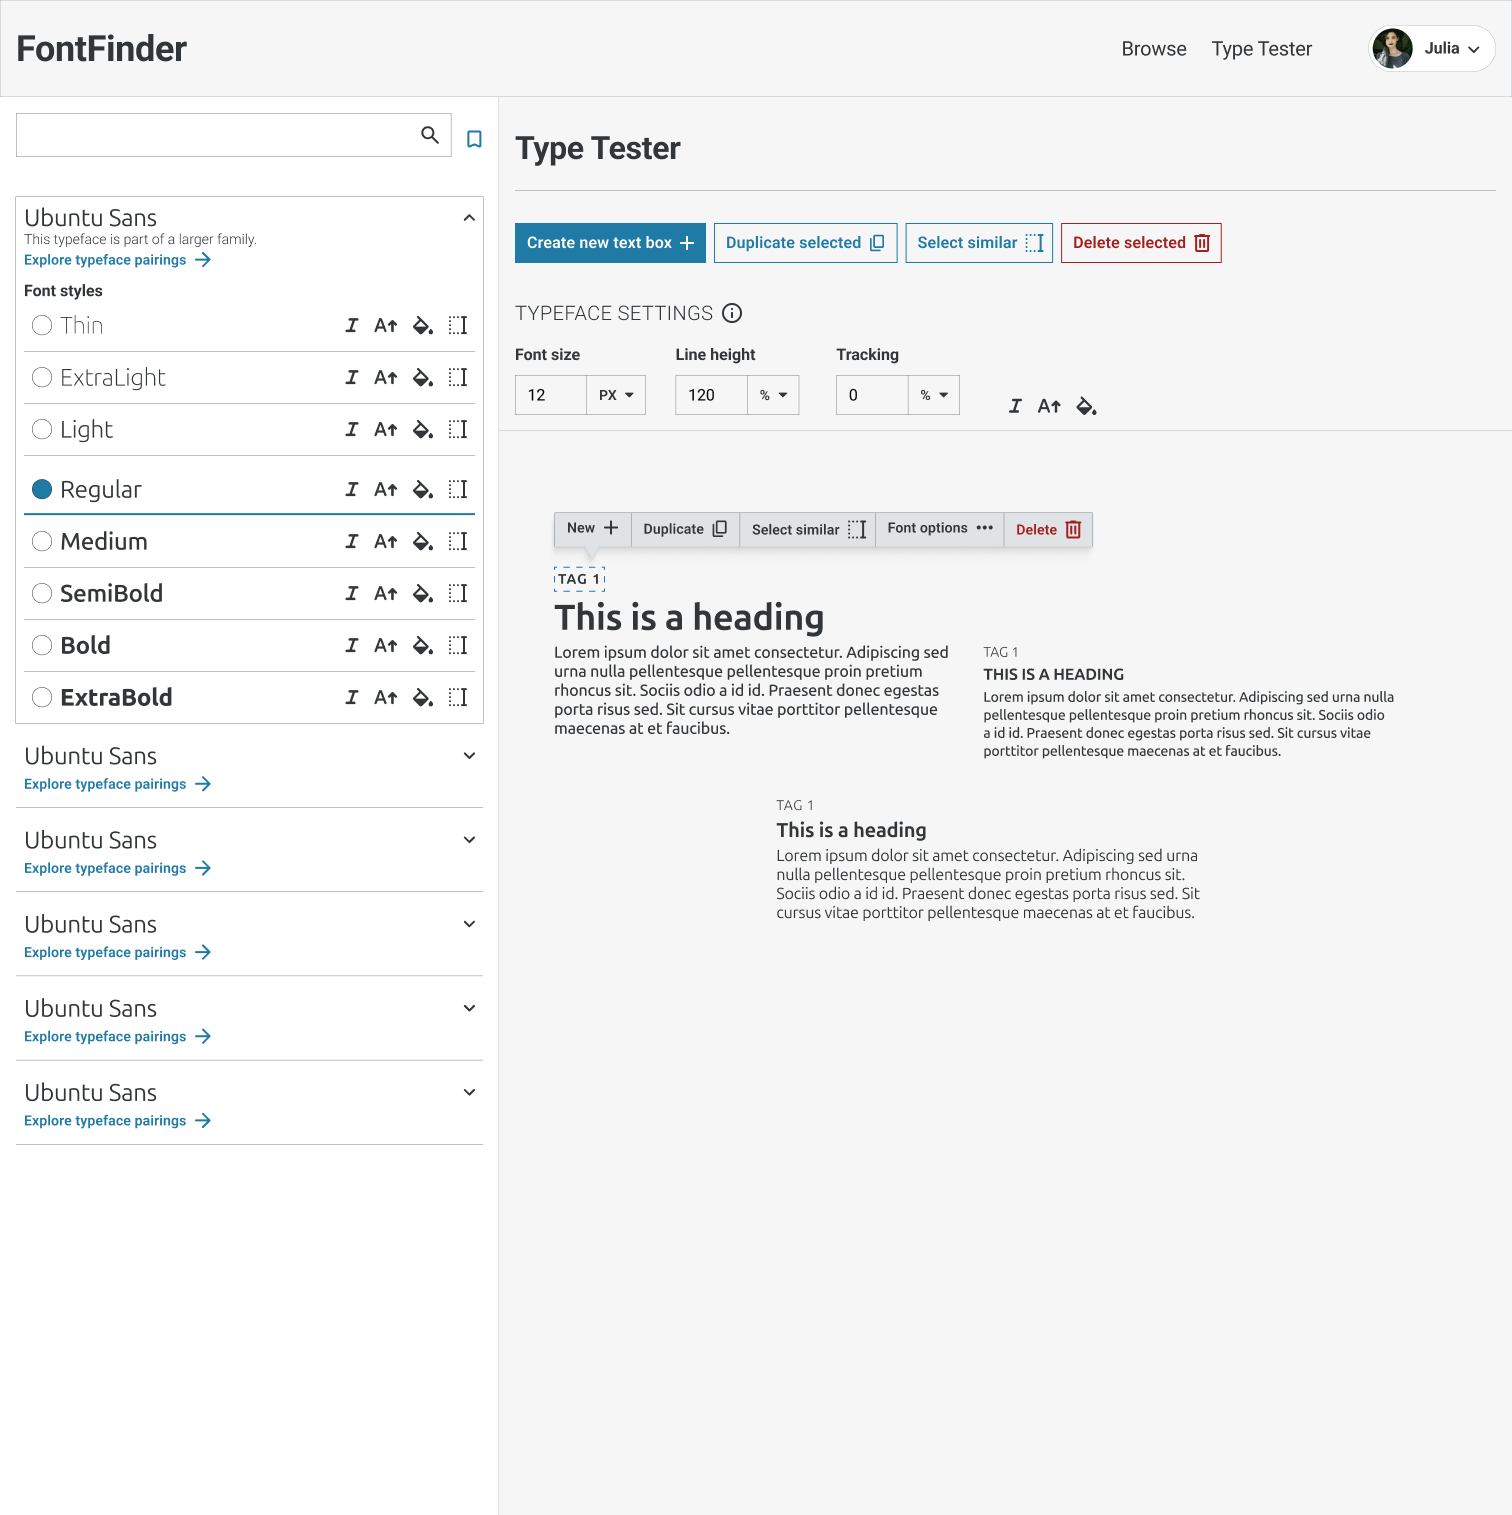 FontFinder
Browse
Type Tester
Julia
Ubuntu Sans
This typeface is part of a larger family.
Explore typeface pairings
Font styles
Thin
ExtraLight
Light
Regular
Medium
SemiBold
Bold
ExtraBold
Ubuntu Sans
Explore typeface pairings
Ubuntu Sans
Explore typeface pairings
Ubuntu Sans
Explore typeface pairings
Ubuntu Sans
Explore typeface pairings
Ubuntu Sans
Explore typeface pairings
Type Tester
Create new text box
Duplicate selected
Select similar
Delete selected
TYPEFACE SETTINGS
Font size
Line height
Tracking
12
PX
120
%
0
%
New
Duplicate
Select similar
Font options
Delete
TAG 1
This is a heading
Lorem ipsum dolor sit amet consectetur. Adipiscing sed
urna nulla pellentesque pellentesque proin pretium
rhoncus sit. Sociis odio a id id. Praesent donec egestas
porta risus sed. Sit cursus vitae porttitor pellentesque
maecenas at et faucibus.
TAG 1
THIS IS A HEADING
Lorem ipsum dolor sit amet consectetur. Adipiscing sed urna nulla
pellentesque pellentesque proin pretium rhoncus sit. Sociis odio
a id id. Praesent donec egestas porta risus sed. Sit cursus vitae
porttitor pellentesque maecenas at et faucibus.
TAG 1
This is a heading
Lorem ipsum dolor sit amet consectetur. Adipiscing sed urna
nulla pellentesque pellentesque proin pretium rhoncus sit.
Sociis odio a id id. Praesent donec egestas porta risus sed. Sit
cursus vitae porttitor pellentesque maecenas at et faucibus.